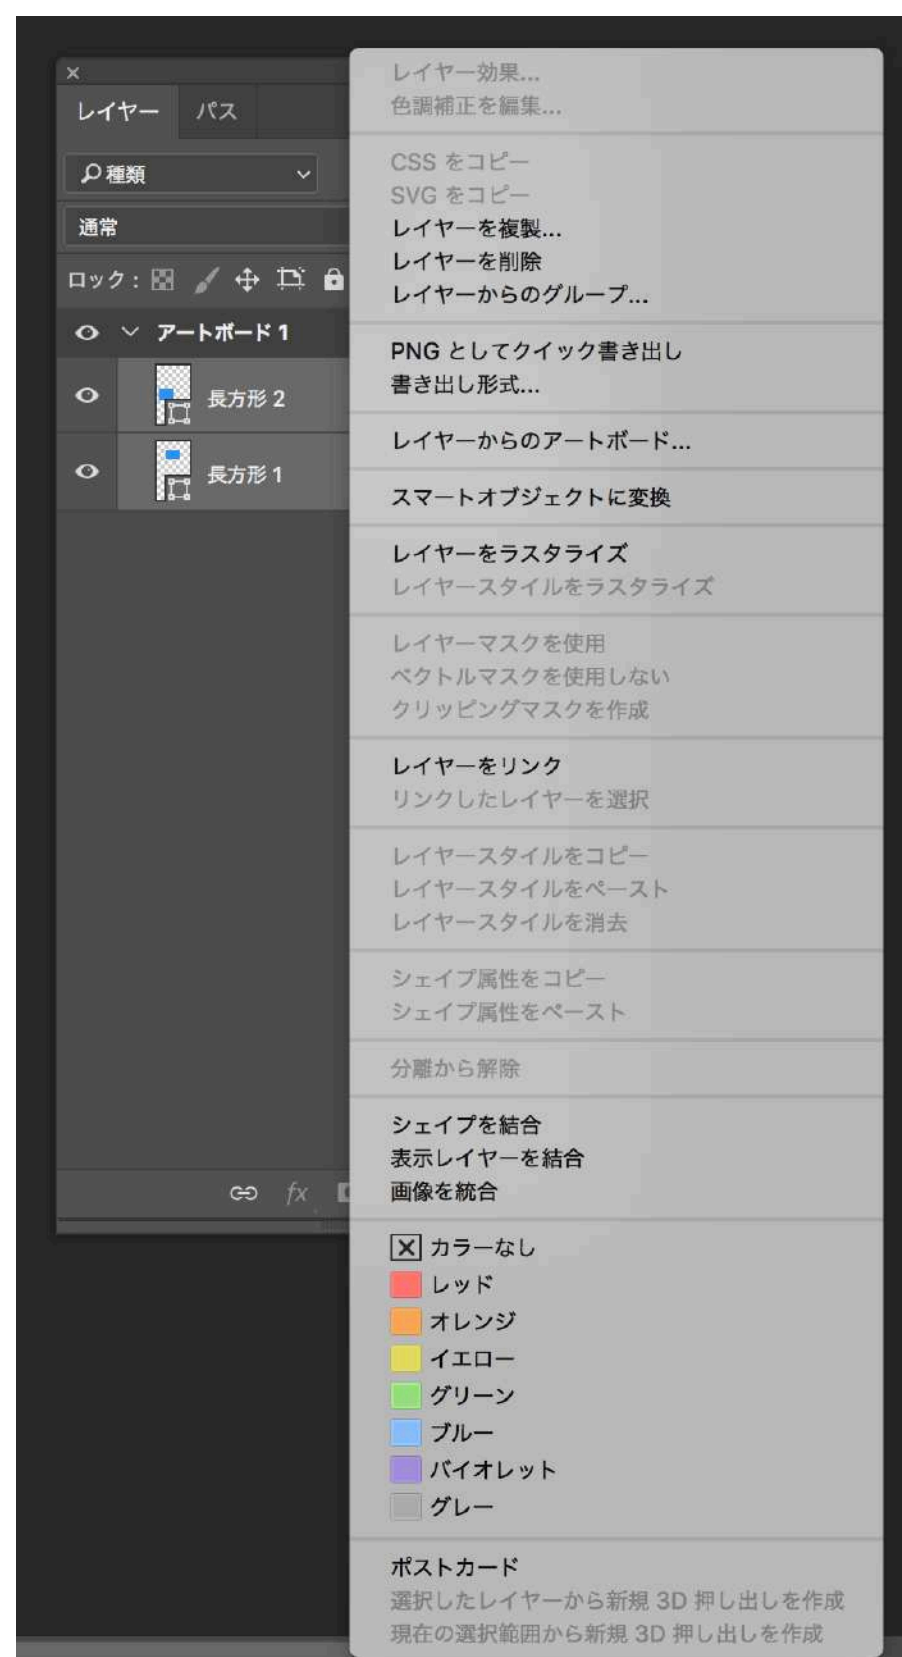 レイヤー パス
種類
通常
ロック:
アートボード 1
長方形 2
長方形 1
fx
レイヤー効果...
色調補正を編集...
CSS をコピー
SVG をコピー
レイヤーを複製...
レイヤーを削除
レイヤーからのグループ...
PNG としてクイック書き出し
書き出し形式...
レイヤーからのアートボード...
スマートオブジェクトに変換
レイヤーをラスタライズ
レイヤースタイルをラスタライズ
レイヤーマスクを使用
ベクトルマスクを使用しない
クリッピングマスクを作成
レイヤーをリンク
リンクしたレイヤーを選択
レイヤースタイルをコピー
レイヤースタイルをペースト
レイヤースタイルを消去
シェイプ属性をコピー
シェイプ属性をペースト
分離から解除
シェイプを結合
表示レイヤーを結合
画像を統合
カラーなし
レッド
オレンジ
イエロー
グリーン
ブルー
バイオレット
グレー
ポストカード
選択したレイヤーから新規 3D 押し出しを作成
現在の選択範囲から新規 3D 押し出しを作成